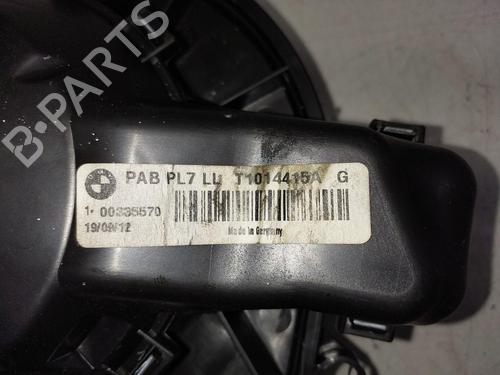 B-PARTS
PAB PL7 LL T1014415A G
1* 00335570
19/09/12
Made in Germany